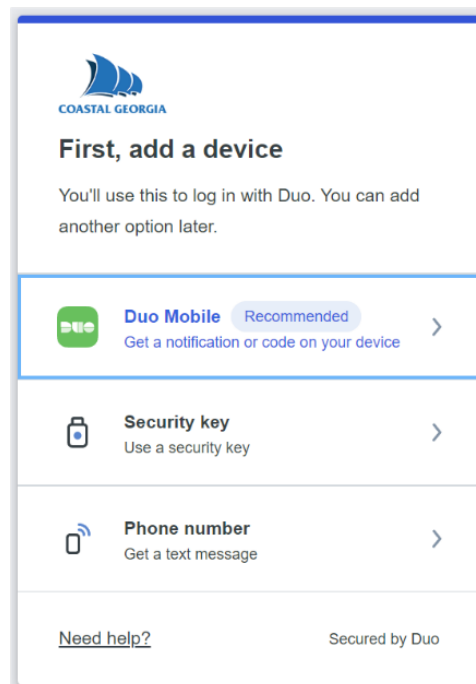 COASTAL GEORGIA
First, add a device
You'll use this to log in with Duo. You can add
another option later.
DUO
Duo Mobile Recommended
Get a notification or code on your device
Security key
Use a security key
Phone number
Get a text message
Need help? Secured by Duo